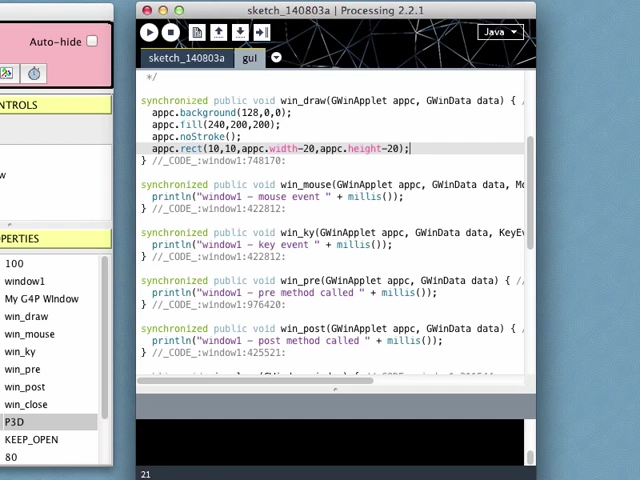 sketch_140803a | Processing 2.2.1
Auto-hide
Java
sketch_140803a gui
NTROLS
*/
synchronized public void win_draw(GWinApplet appc, GWinData data) { /
appc.background(128,0,0);
appc.fill(240,200,200);
appc.noStroke();
appc.rect(10,10,appc.width-20,appc.height-20);
} //_CODE_:window1:748170:
synchronized public void win_mouse(GWinApplet appc, GWinData data, Mo
println("window1 - mouse event " + millis());
} //_CODE_:window1:422812:
synchronized public void win_ky(GWinApplet appc, GWinData data, KeyEv
println("window1 - key event " + millis());
} //_CODE_:window1:422812:
synchronized public void win_pre(GWinApplet appc, GWinData data) { /
println("window1 - pre method called " + millis());
} //_CODE_:window1:976420:
synchronized public void win_post(GWinApplet appc, GWinData data) { /
println("window1 - post method called " + millis());
} //_CODE_:window1:425521:
w
OPERTIES
100
window1
My G4P WIndow
win_draw
win_mouse
win_ky
win_pre
win_post
win_close
P3D
KEEP_OPEN
80
21